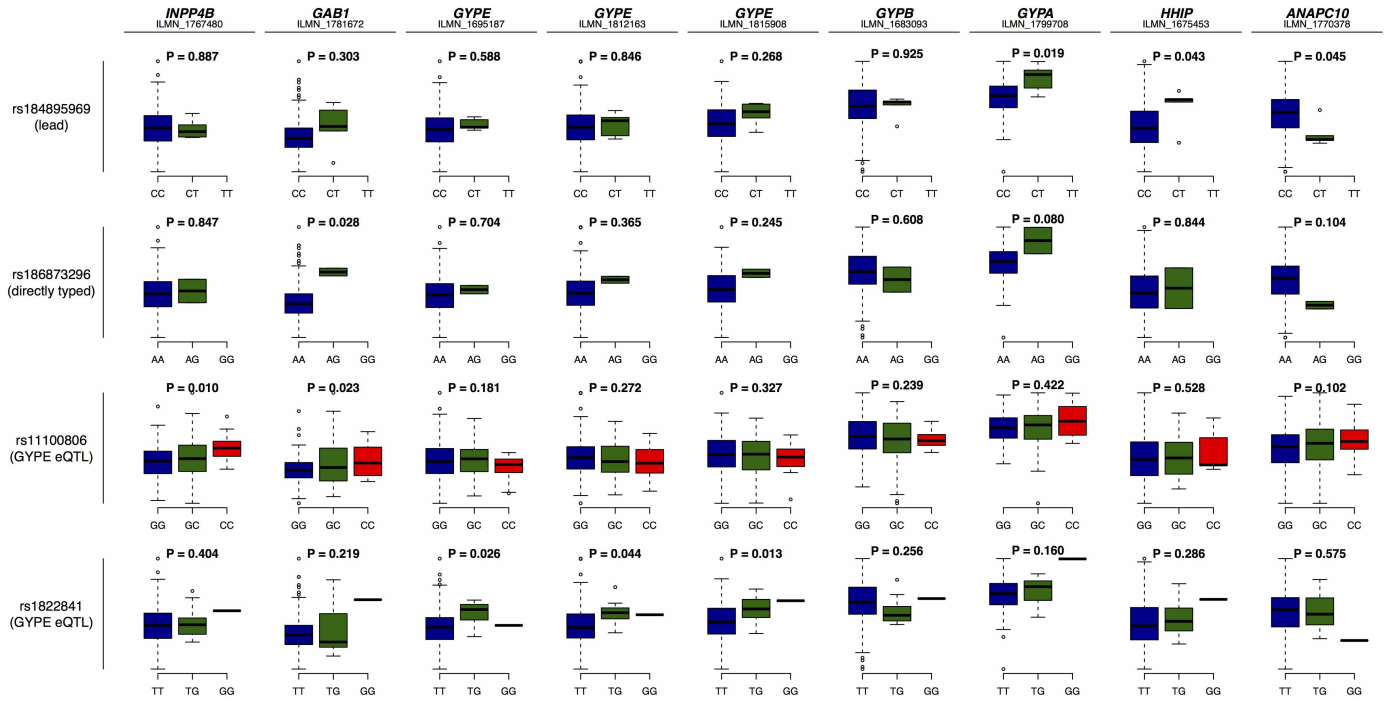 INPP4B GAB1 GYPE GYPE GYPE GYPB GYPA HHIP ANAPC10
ILMN_1767480 ILMN_1781672 ILMN_1695187 ILMN_1812163 ILMN_1815908 ILMN_1683093 ILMN_1799708 ILMN_1675453 ILMN_1770378
P = 0.887 P = 0.303 P = 0.588 P = 0.846 P = 0.268 P = 0.925 P = 0.019 P = 0.043 P = 0.045
rs184895969
(lead)
CC CT TT CC CT TT CC CT TT CC CT TT CC CT TT CC CT TT CC CT TT CC CT TT CC CT TT
P = 0.847 P = 0.028 P = 0.704 P = 0.365 P = 0.245 P = 0.608 P = 0.080 P = 0.844 P = 0.104
rs186873296
(directly typed)
AA AG GG AA AG GG AA AG GG AA AG GG AA AG GG AA AG GG AA AG GG AA AG GG AA AG GG
P = 0.010 P = 0.023 P = 0.181 P = 0.272 P = 0.327 P = 0.239 P = 0.422 P = 0.528 P = 0.102
rs11100806
(GYPE eQTL)
GG GC CC GG GC CC GG GC CC GG GC CC GG GC CC GG GC CC GG GC CC GG GC CC GG GC CC
P = 0.404 P = 0.219 P = 0.026 P = 0.044 P = 0.013 P = 0.256 P = 0.160 P = 0.286 P = 0.575
rs1822841
(GYPE eQTL)
TT TG GG TT TG GG TT TG GG TT TG GG TT TG GG TT TG GG TT TG GG TT TG GG TT TG GG